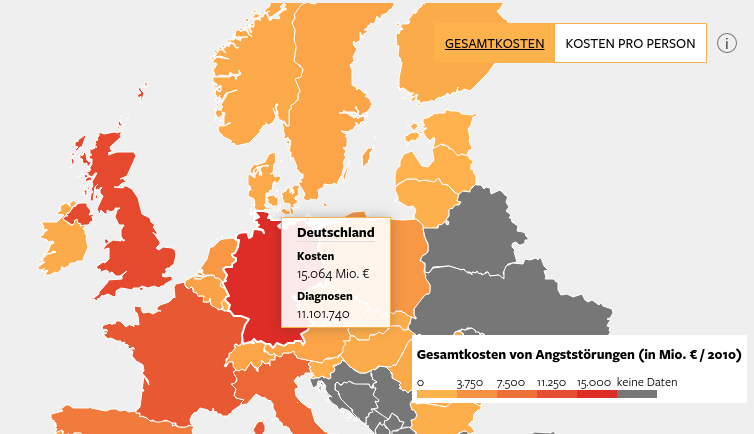 GESAMTKOSTEN KOSTEN PRO PERSON i
Deutschland
Kosten
15.064 Mio. €
Diagnosen
11.101.740
Gesamtkosten von Angststörungen (in Mio. € / 2010)
0 3.750 7.500 11.250 15.000 keine Daten